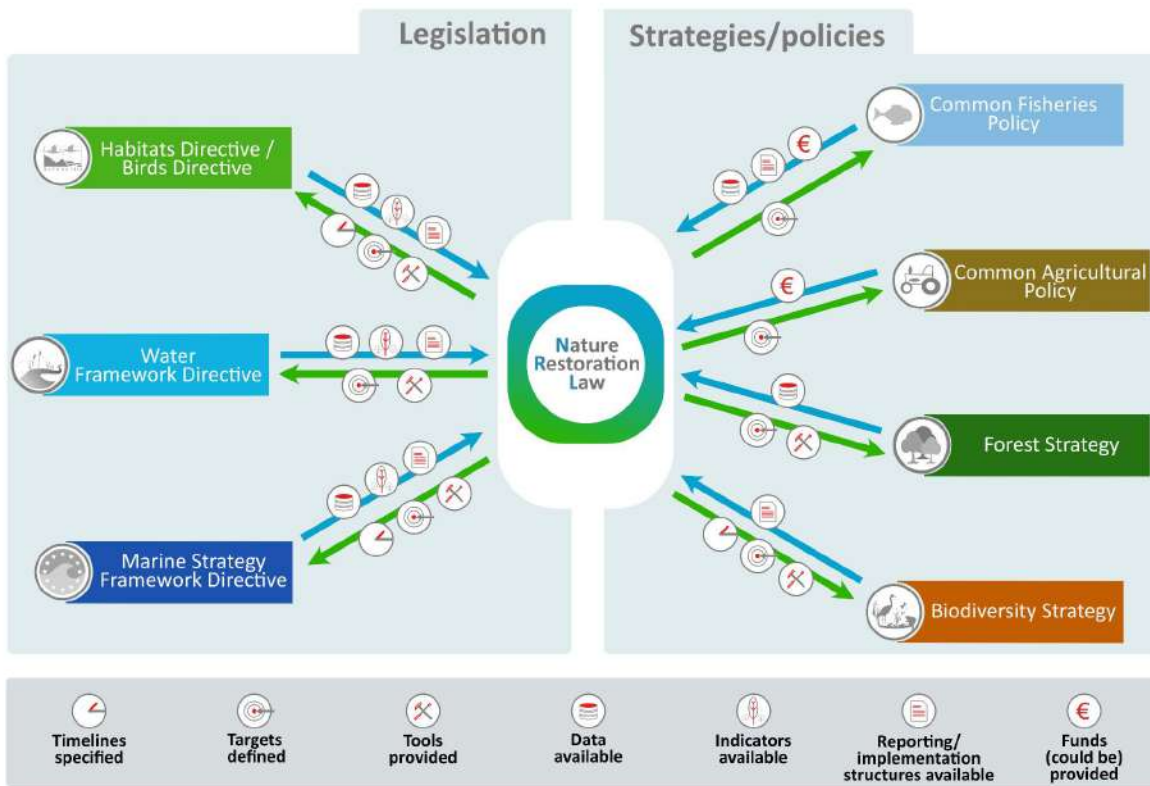 Legislation
Strategies/policies
Habitats Directive /
Birds Directive
Water
Framework Directive
Marine Strategy
Framework Directive
Nature
Restoration
Law
Common Fisheries
Policy
Common Agricultural
Policy
Forest Strategy
Biodiversity Strategy
€
€
Timelines
specified
Targets
defined
Tools
provided
Data
available
Indicators
available
Reporting/
implementation
structures available
€
Funds
(could be)
provided